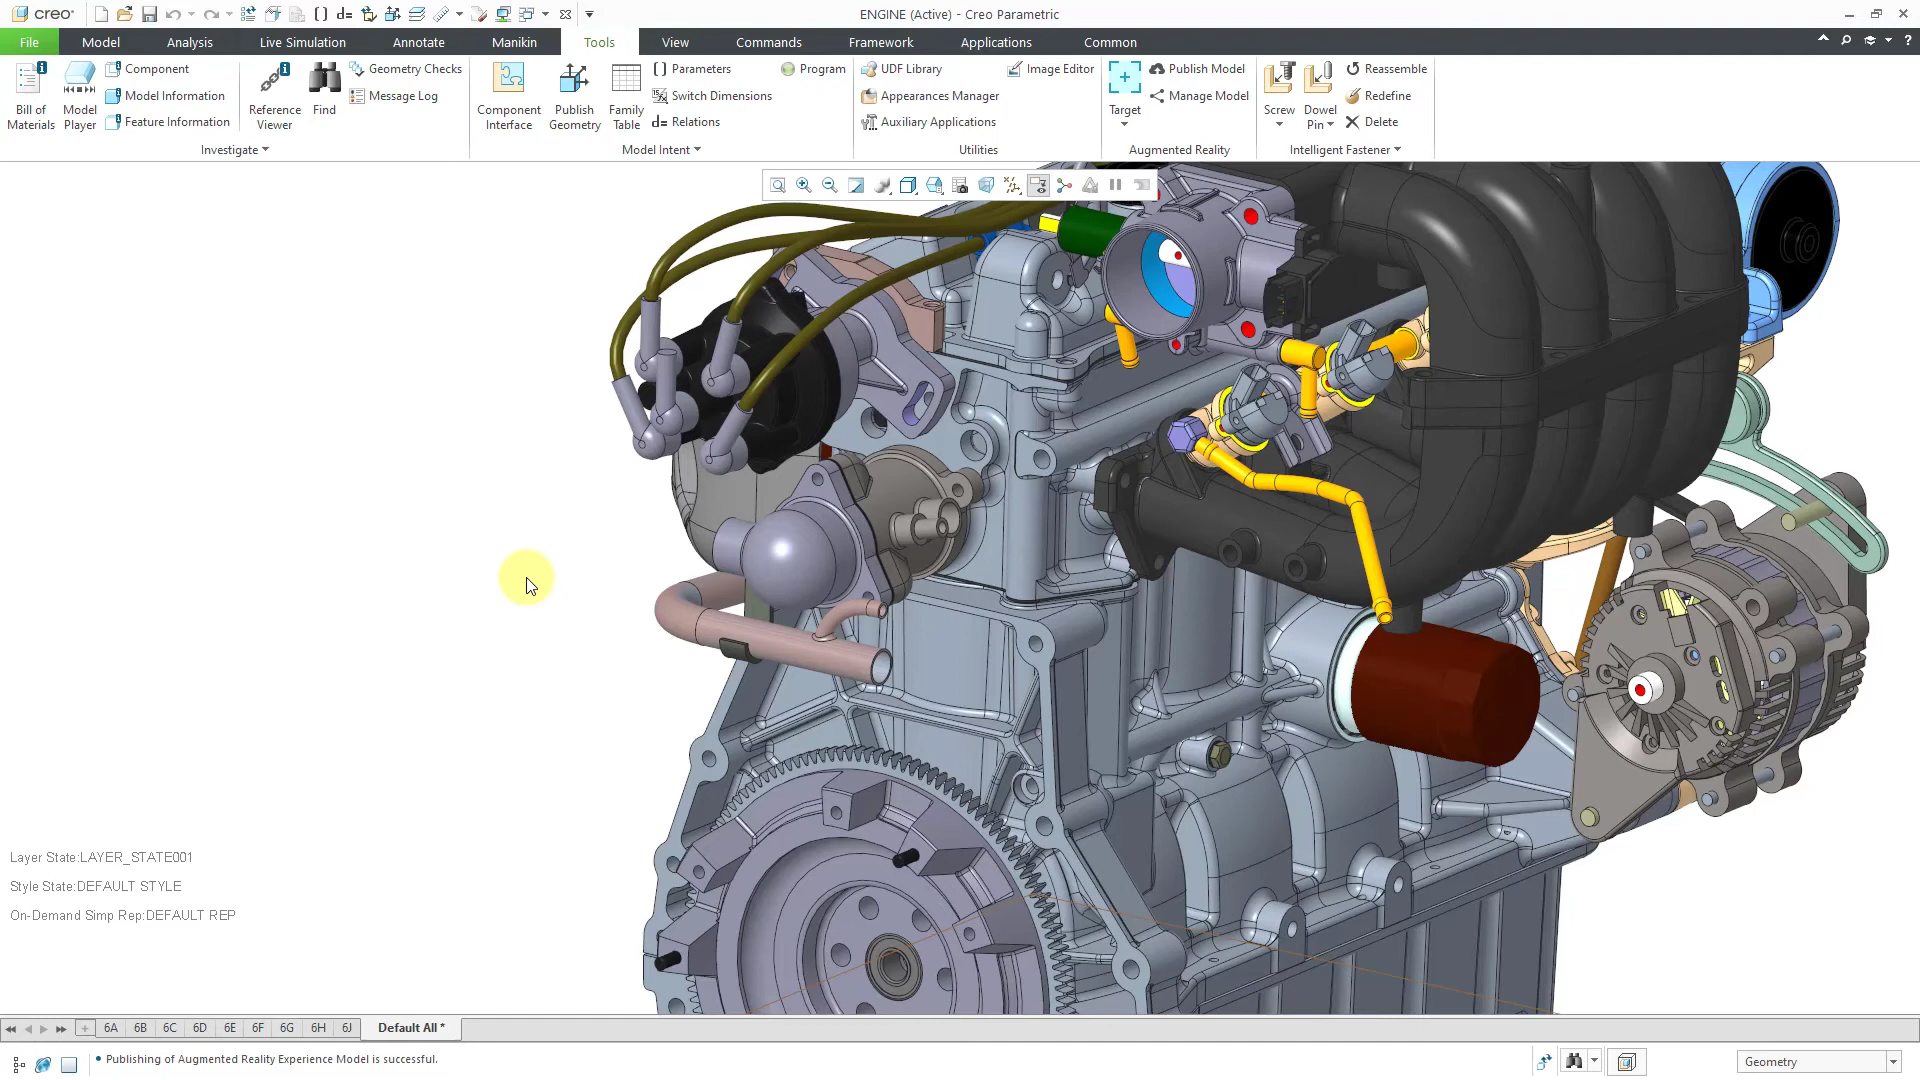 creo
ENGINE (Active) - Creo Parametric
File Model Analysis Live Simulation Annotate Manikin Tools View Commands Framework Applications Common
Bill of Materials
Model Player
Component
Model Information
Feature Information
Reference Viewer
Find
Geometry Checks
Message Log
Investigate
Component Interface
Publish Geometry
Family Table
Parameters
Switch Dimensions
Relations
Program
Model Intent
UDF Library
Appearances Manager
Auxiliary Applications
Image Editor
Utilities
Target
Publish Model
Manage Model
Augmented Reality
Screw
Dowel Pin
Reassemble
Redefine
Delete
Intelligent Fastener
Layer State:LAYER_STATE001
Style State:DEFAULT STYLE
On-Demand Simp Rep:DEFAULT REP
6A 6B 6C 6D 6E 6F 6G 6H 6J Default All *
• Publishing of Augmented Reality Experience Model is successful.
Geometry